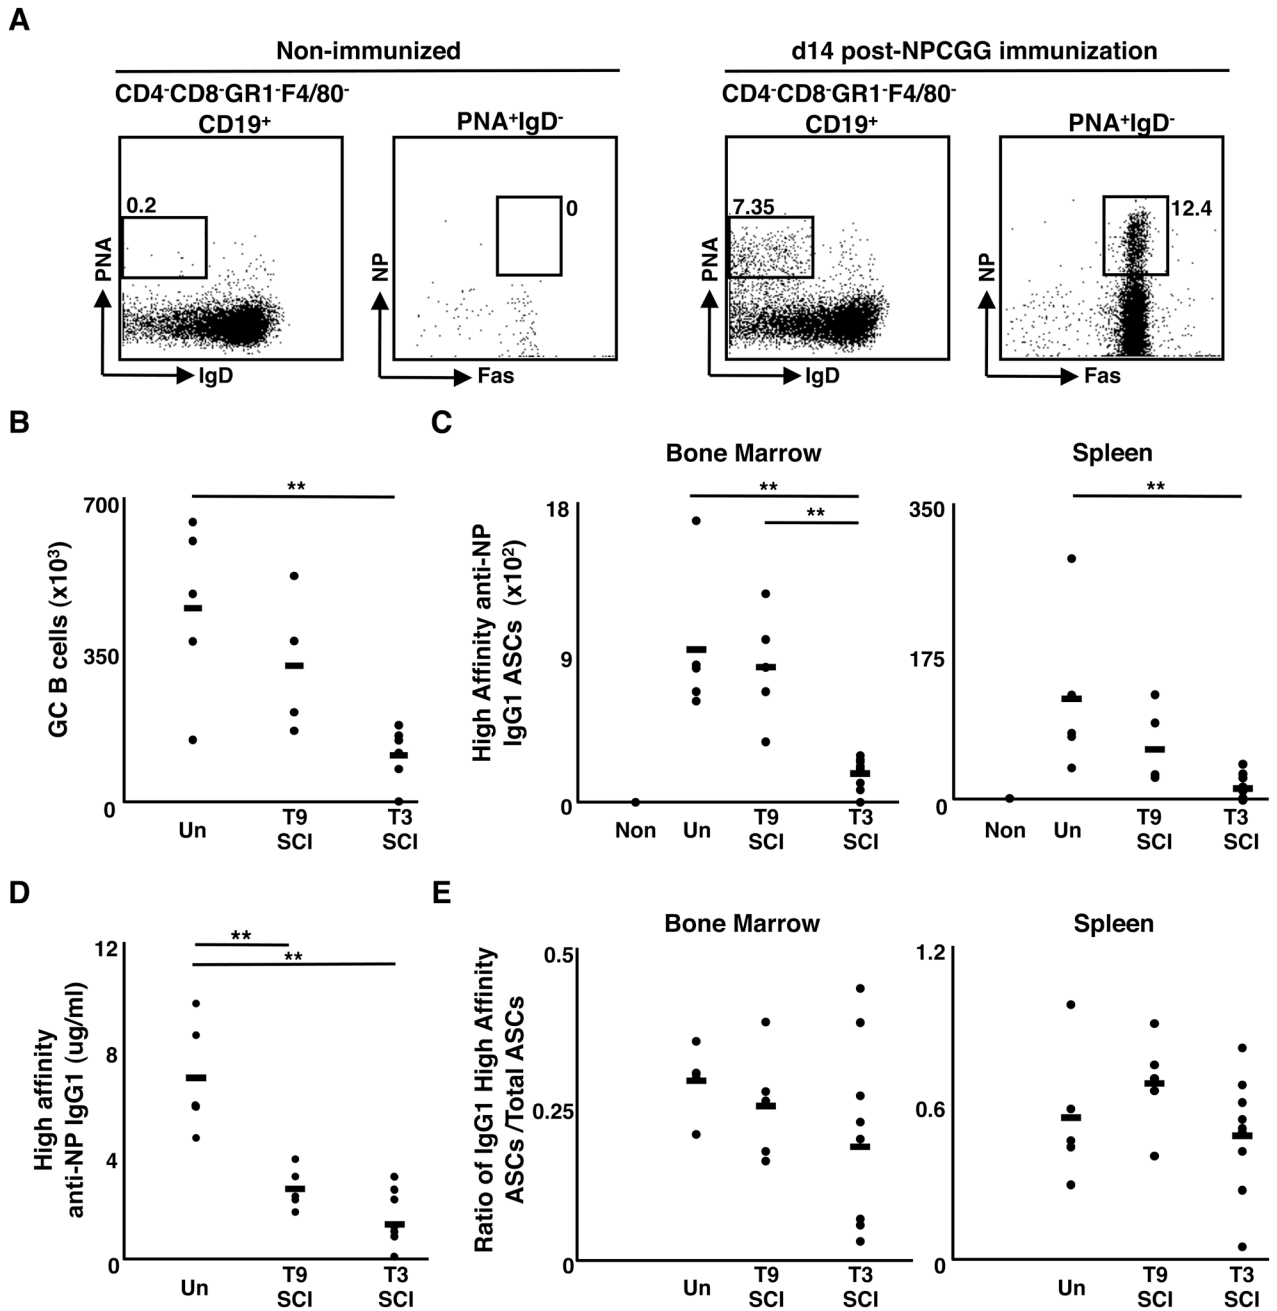 A
Non-immunized
d14 post-NPCGG immunization
CD4⁻CD8⁻GR1⁻F4/80⁻
CD19⁺
PNA⁺IgD⁻
CD4⁻CD8⁻GR1⁻F4/80⁻
CD19⁺
PNA⁺IgD⁻
0.2
PNA
IgD
0
NP
Fas
7.35
PNA
IgD
12.4
NP
Fas
B
GC B cells (x10³)
700
350
0
**
Un
T9
SCI
T3
SCI
C
Bone Marrow
High Affinity anti-NP
IgG1 ASCs (x10²)
18
9
0
**
**
Non
Un
T9
SCI
T3
SCI
Spleen
350
175
0
**
Non
Un
T9
SCI
T3
SCI
D
High affinity
anti-NP IgG1 (ug/ml)
12
8
4
0
**
**
Un
T9
SCI
T3
SCI
E
Bone Marrow
Ratio of IgG1 High Affinity
ASCs /Total ASCs
0.5
0.25
0
Un
T9
SCI
T3
SCI
Spleen
1.2
0.6
0
Un
T9
SCI
T3
SCI